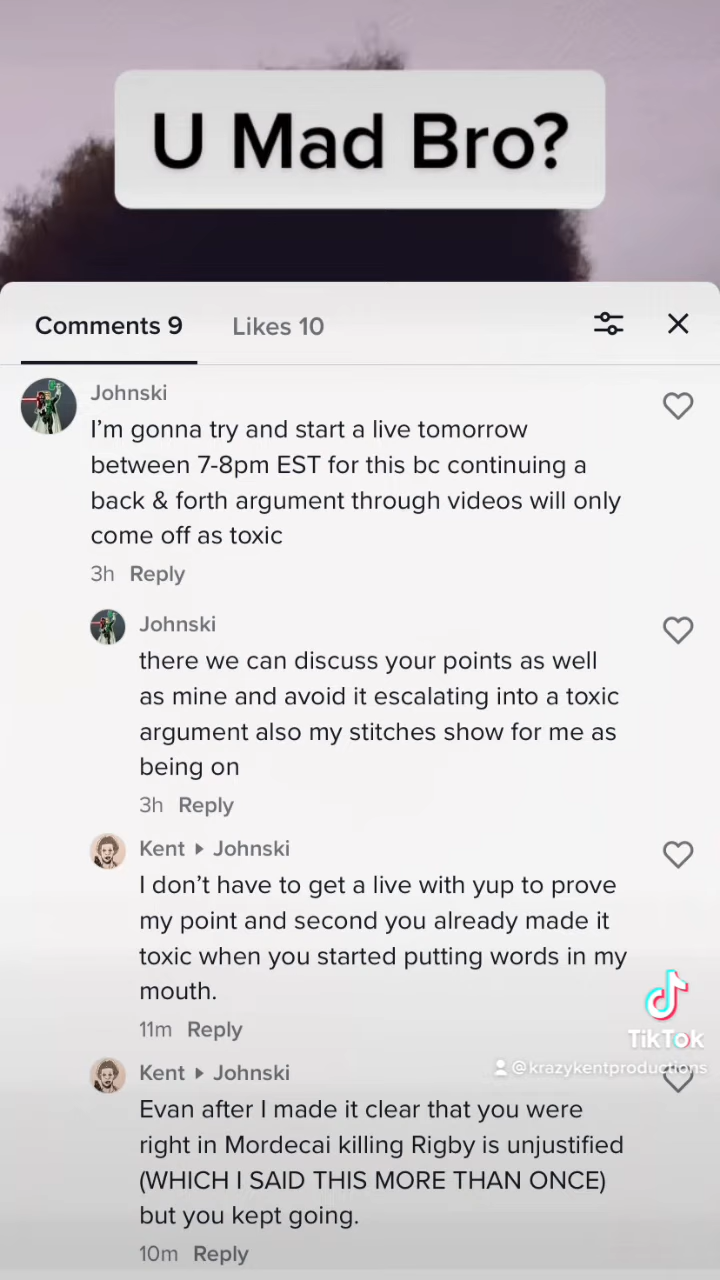 U Mad Bro?
Comments 9
Likes 10
Johnski
I'm gonna try and start a live tomorrow
between 7-8pm EST for this bc continuing a
back & forth argument through videos will only
come off as toxic
3h Reply
Johnski
there we can discuss your points as well
as mine and avoid it escalating into a toxic
argument also my stitches show for me as
being on
3h Reply
Kent ▸ Johnski
I don't have to get a live with yup to prove
my point and second you already made it
toxic when you started putting words in my
mouth.
11m Reply
TikTok
@krazykentproductions
Kent ▸ Johnski
Evan after I made it clear that you were
right in Mordecai killing Rigby is unjustified
(WHICH I SAID THIS MORE THAN ONCE)
but you kept going.
10m Reply